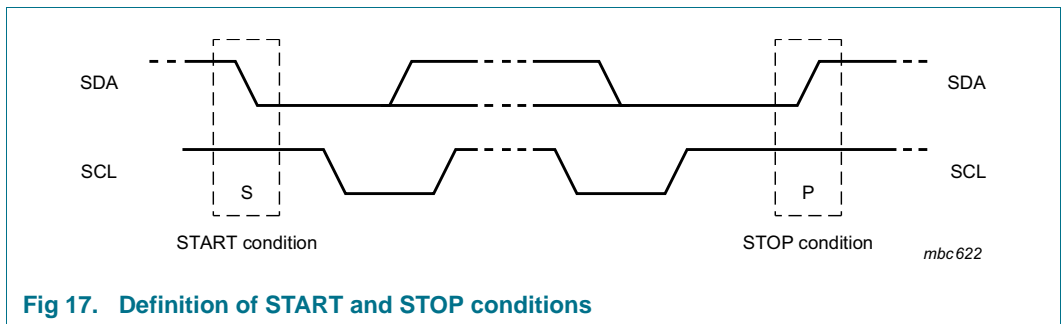 SDA
SDA
SCL
SCL
S
P
START condition
STOP condition
mbc622
Fig 17. Definition of START and STOP conditions